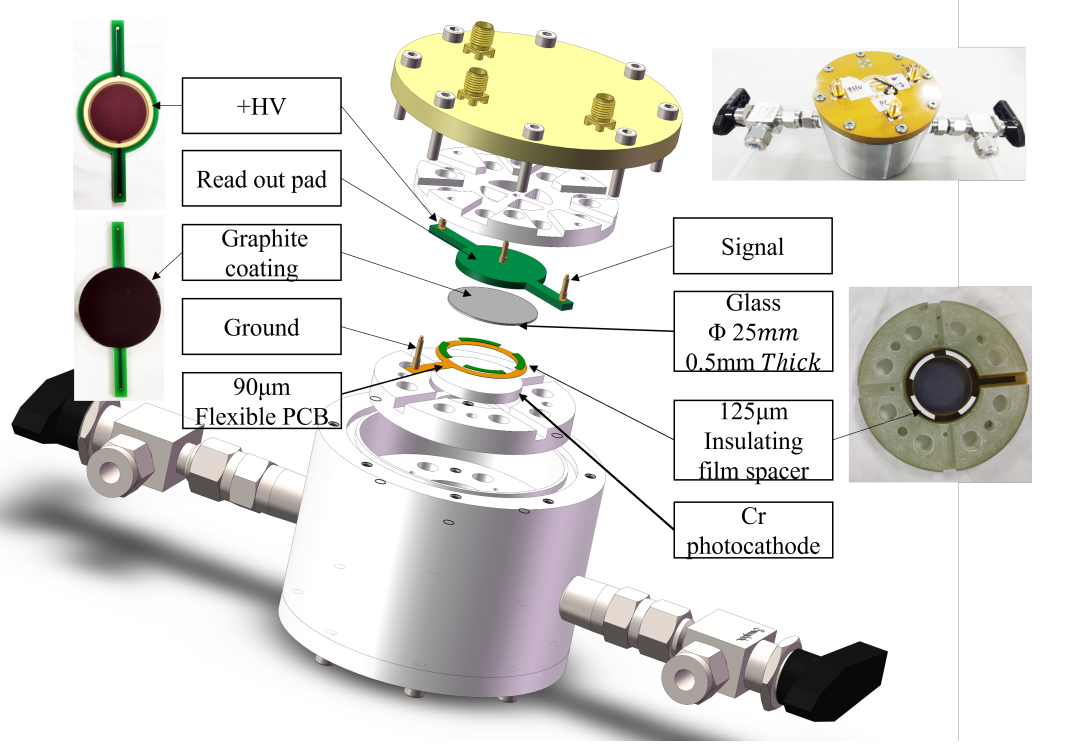 +HV
Read out pad
Graphite
coating
Ground
90μm
Flexible PCB
Signal
Glass
Φ 25mm
0.5mm Thick
125μm
Insulating
film spacer
Cr
photocathode
PC